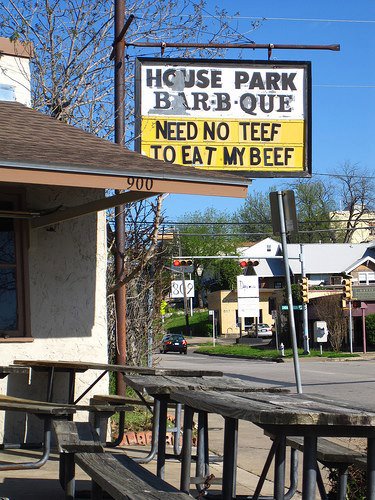 HOUSE PARK
BAR·B·QUE
NEED NO TEEF
TO EAT MY BEEF
900